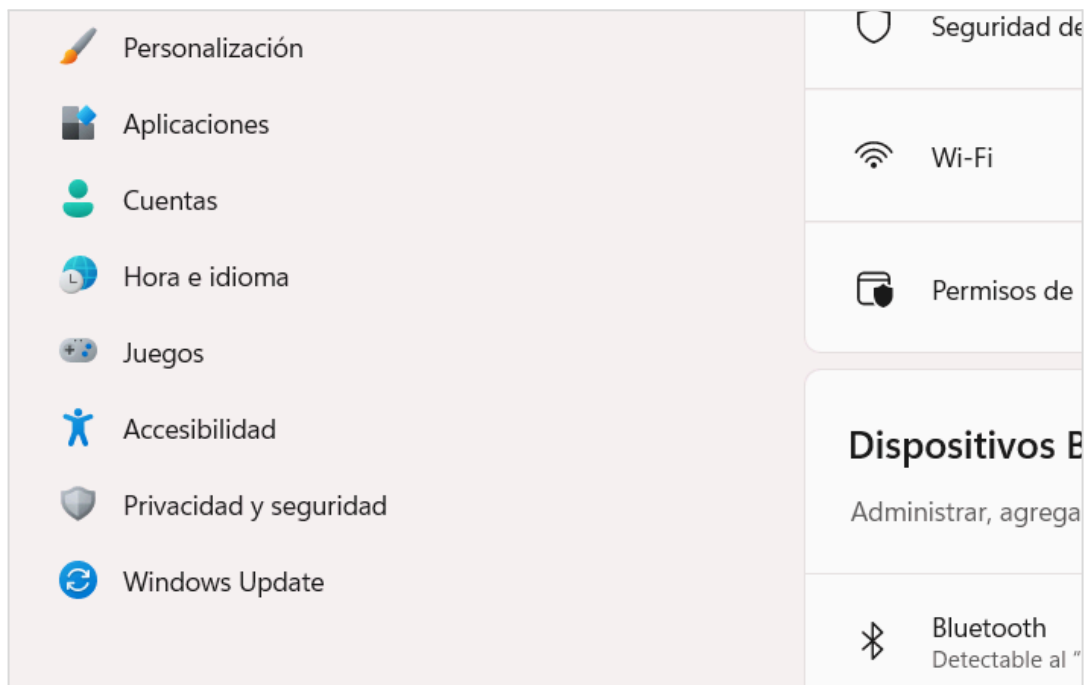 Personalización
Aplicaciones
Cuentas
Hora e idioma
Juegos
Accesibilidad
Privacidad y seguridad
Windows Update
Seguridad de
Wi-Fi
Permisos de
Dispositivos B
Administrar, agrega
Bluetooth
Detectable al "